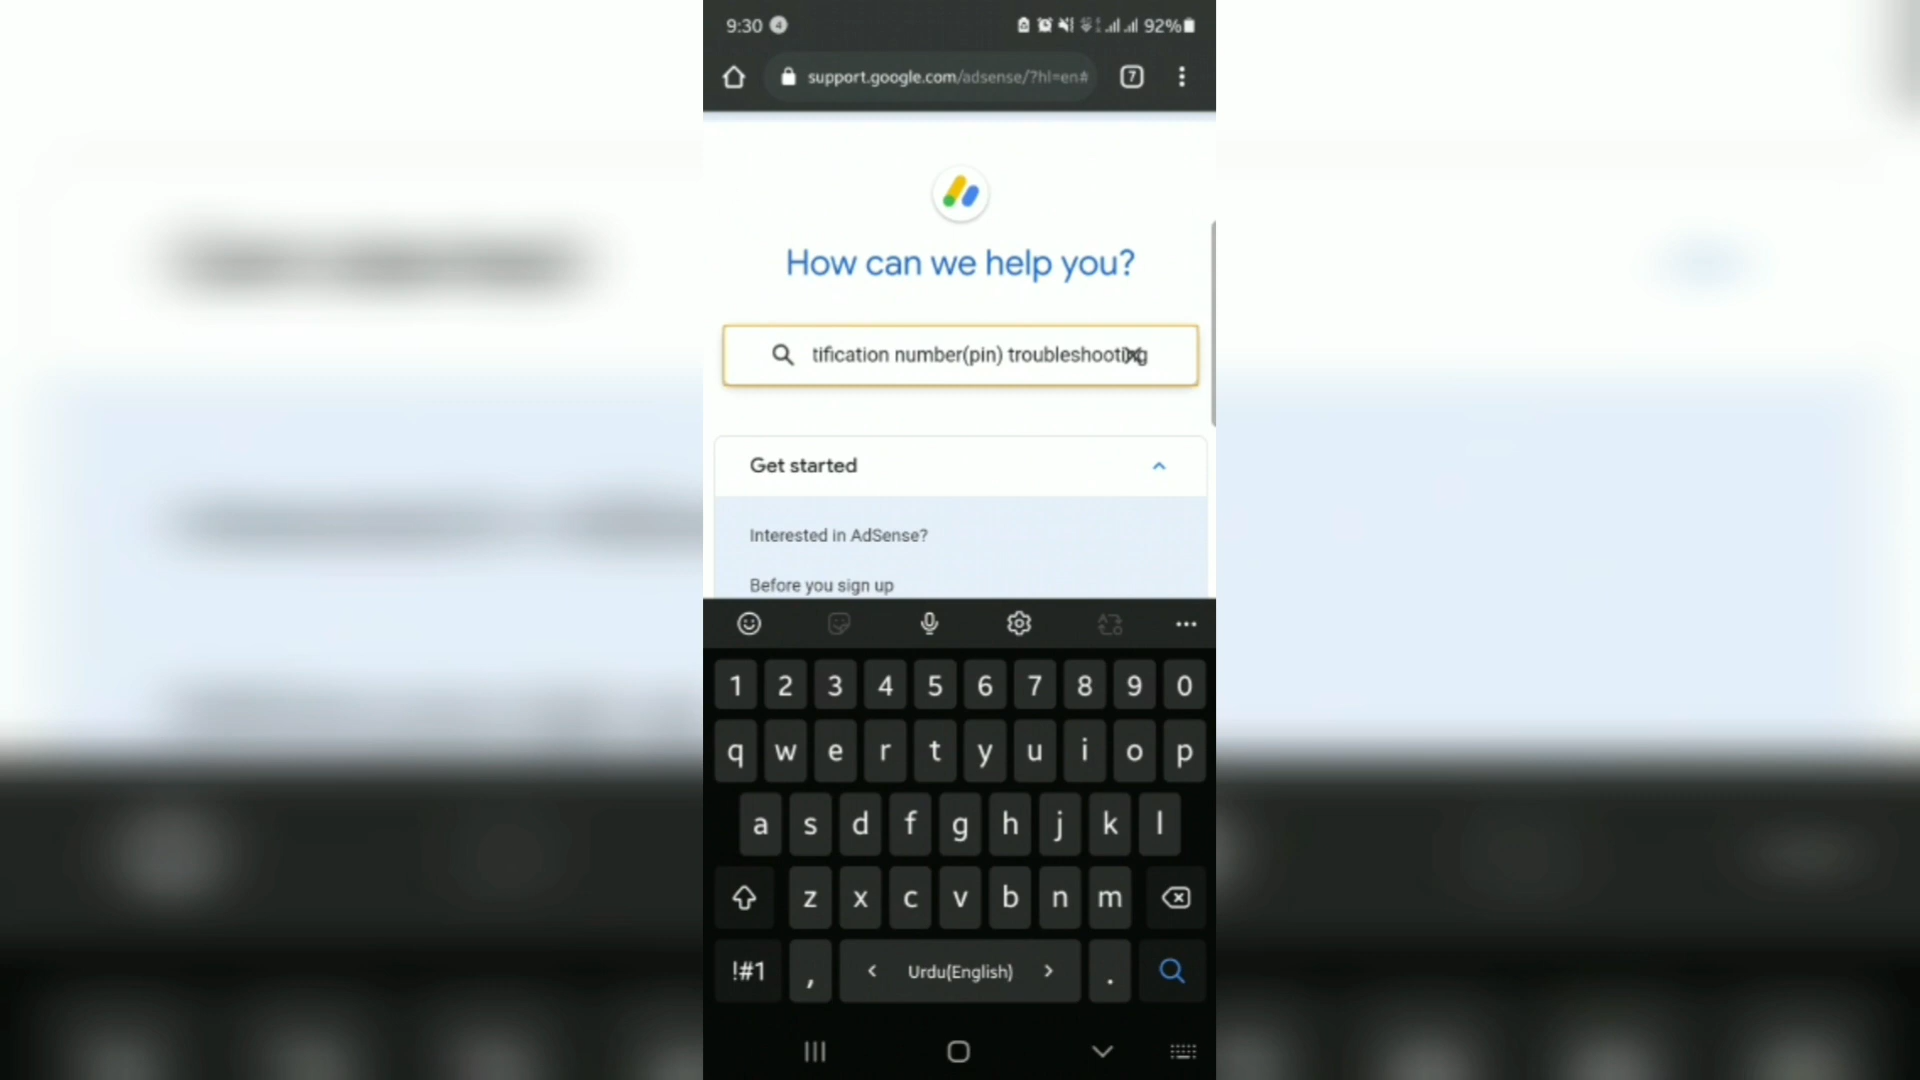 9:30 4 92%
support.google.com/adsense/?hl=en# 7
How can we help you?
tification number(pin) troubleshooting
Get started
Interested in AdSense?
Before you sign up
1 2 3 4 5 6 7 8 9 0
q w e r t y u i o p
a s d f g h j k l
z x c v b n m
!#1 , < Urdu(English) > .